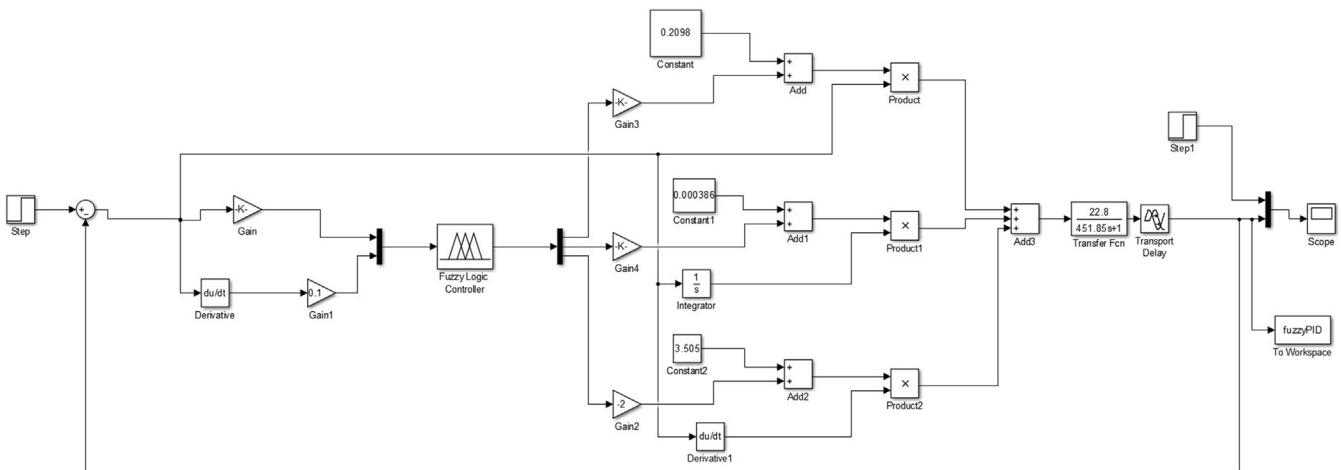 0.2098
Constant
+
+
Add
×
Product
-K-
Gain3
Step1
Step
+
−
-K-
Gain
du/dt
Derivative
0.1
Gain1
Fuzzy Logic
Controller
0.000386
Constant1
-K-
Gain4
+
+
Add1
×
Product1
1
s
Integrator
+
+
+
Add3
22.8
451.85s+1
Transfer Fcn
Transport
Delay
Scope
fuzzyPID
To Workspace
3.505
Constant2
-2
Gain2
+
+
Add2
×
Product2
du/dt
Derivative1